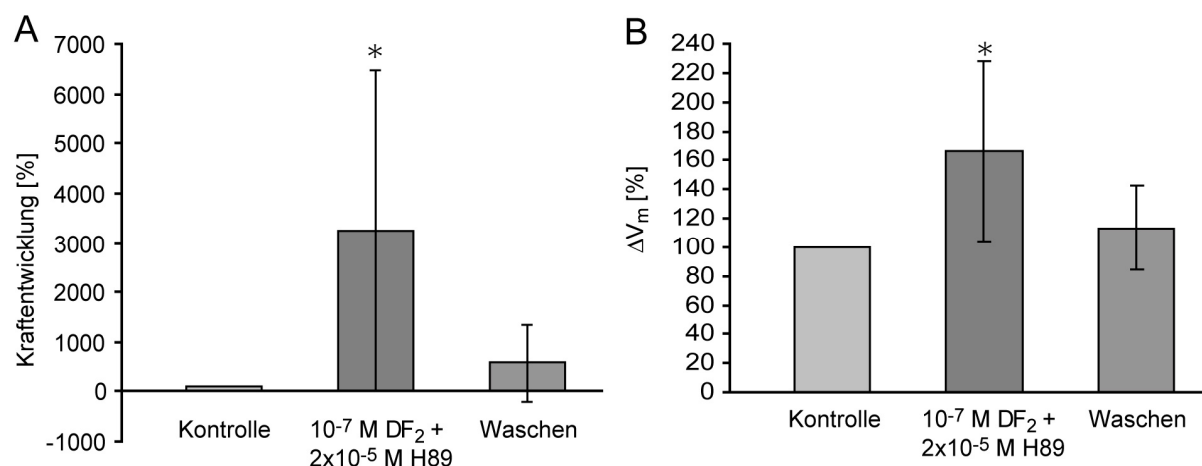 A
Kraftentwicklung [%]
7000
6000
5000
4000
3000
2000
1000
0
-1000
*
Kontrolle
10⁻⁷ M DF₂ +
2x10⁻⁵ M H89
Waschen
B
ΔVₘ [%]
240
220
200
180
160
140
120
100
80
60
40
20
0
*
Kontrolle
10⁻⁷ M DF₂ +
2x10⁻⁵ M H89
Waschen